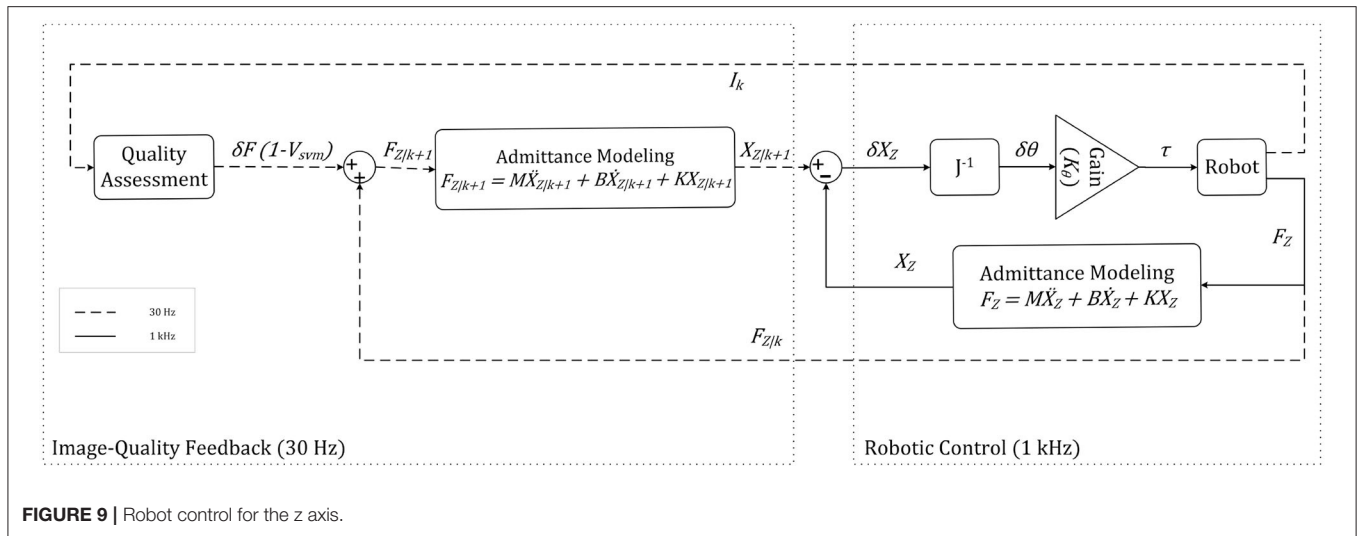 I_k
Quality
Assessment
δF (1-V_svm)
+
−
F_Z|k+1
Admittance Modeling
F_Z|k+1 = MẌ_Z|k+1 + BẊ_Z|k+1 + KX_Z|k+1
X_Z|k+1
+
−
δX_Z
J⁻¹
δθ
Gain
(K_θ)
τ
Robot
F_Z
X_Z
Admittance Modeling
F_Z = MẌ_Z + BẊ_Z + KX_Z
30 Hz
1 kHz
F_Z|k
Image-Quality Feedback (30 Hz)
Robotic Control (1 kHz)
FIGURE 9 | Robot control for the z axis.